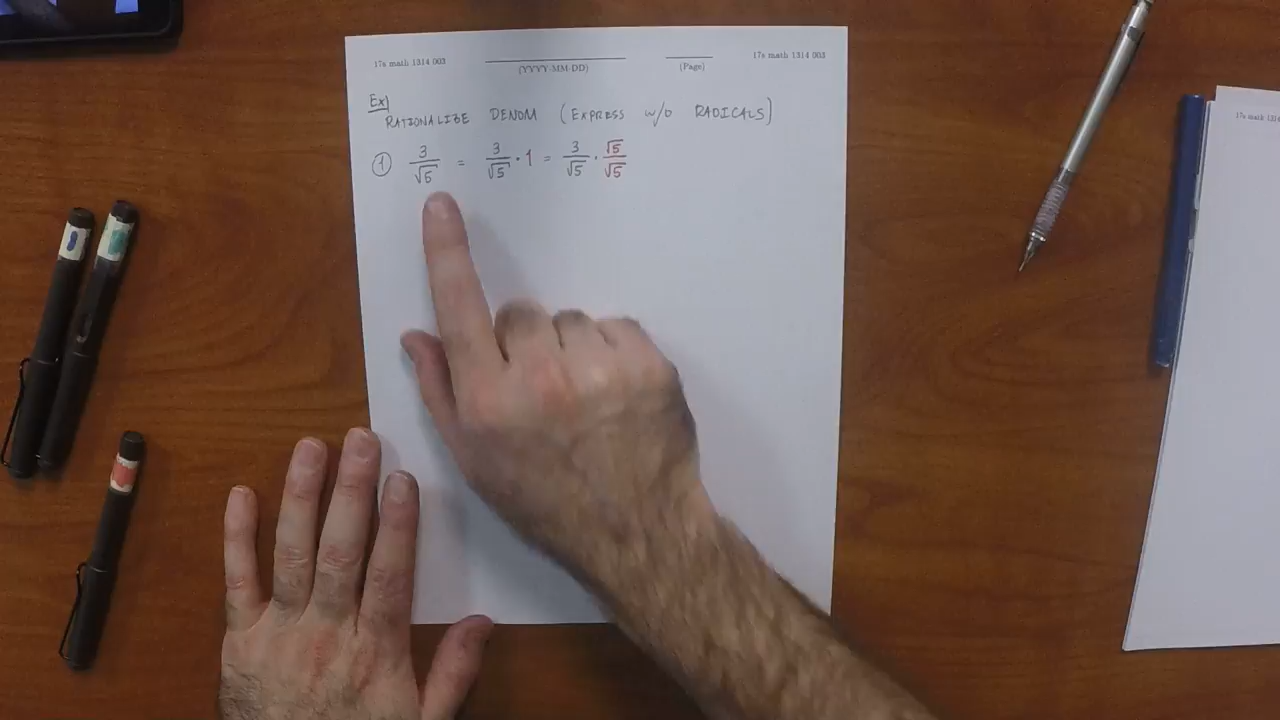 17s math 1314 003 (YYYY-MM-DD) (Page) 17s math 1314 003
Ex)
RATIONALIZE DENOM (EXPRESS w/o RADICALS)
① 3/√5 = 3/√5 · 1 = 3/√5 · √5/√5